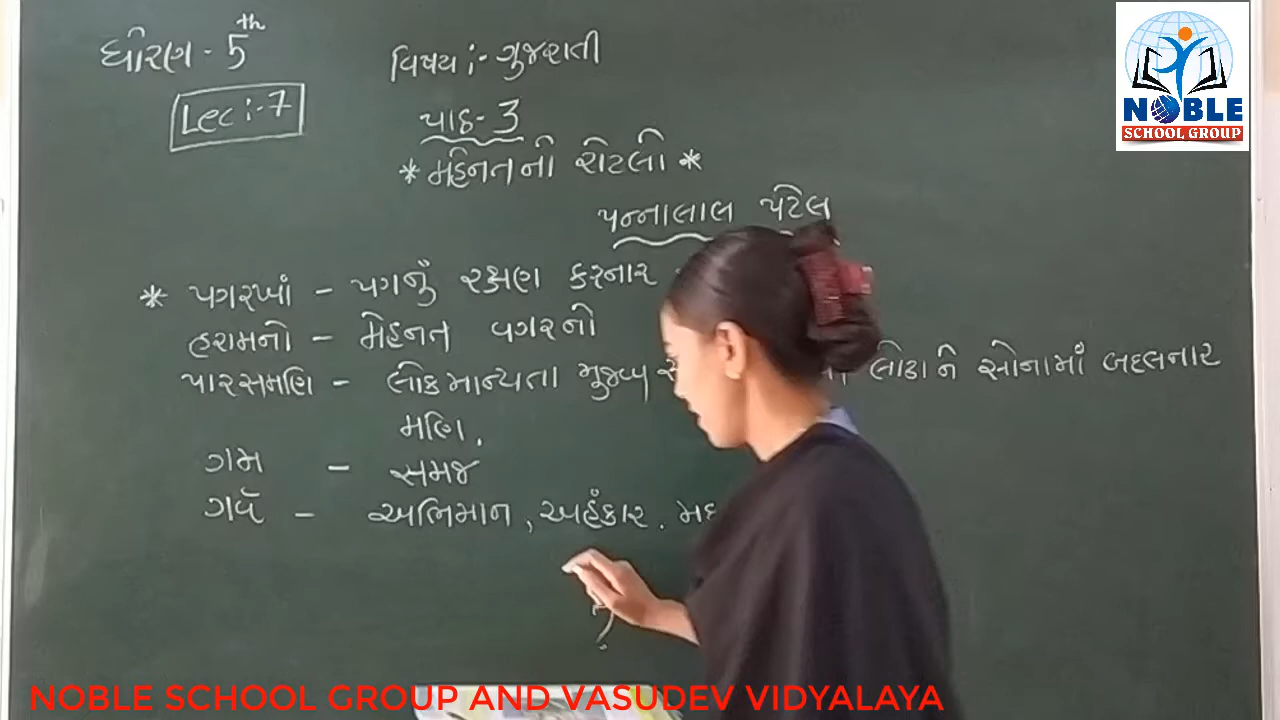 ધોરણ - 5th
વિષય :- ગુજરાતી
Lec :- 7
પાઠ - 3
* મહેનતની રોટલી *
પન્નાલાલ પટેલ
* પગરખાં - પગનું રક્ષણ કરનાર
હરામનો - મેહનત વગરનો
પારસમણિ - લોકમાન્યતા મુજબ લોઢાને સોનામાં બદલનાર
મણિ.
ગમ - સમજ
ગર્વ - અભિમાન, અહંકાર.
NOBLE
SCHOOL GROUP
NOBLE SCHOOL GROUP AND VASUDEV VIDYALAYA